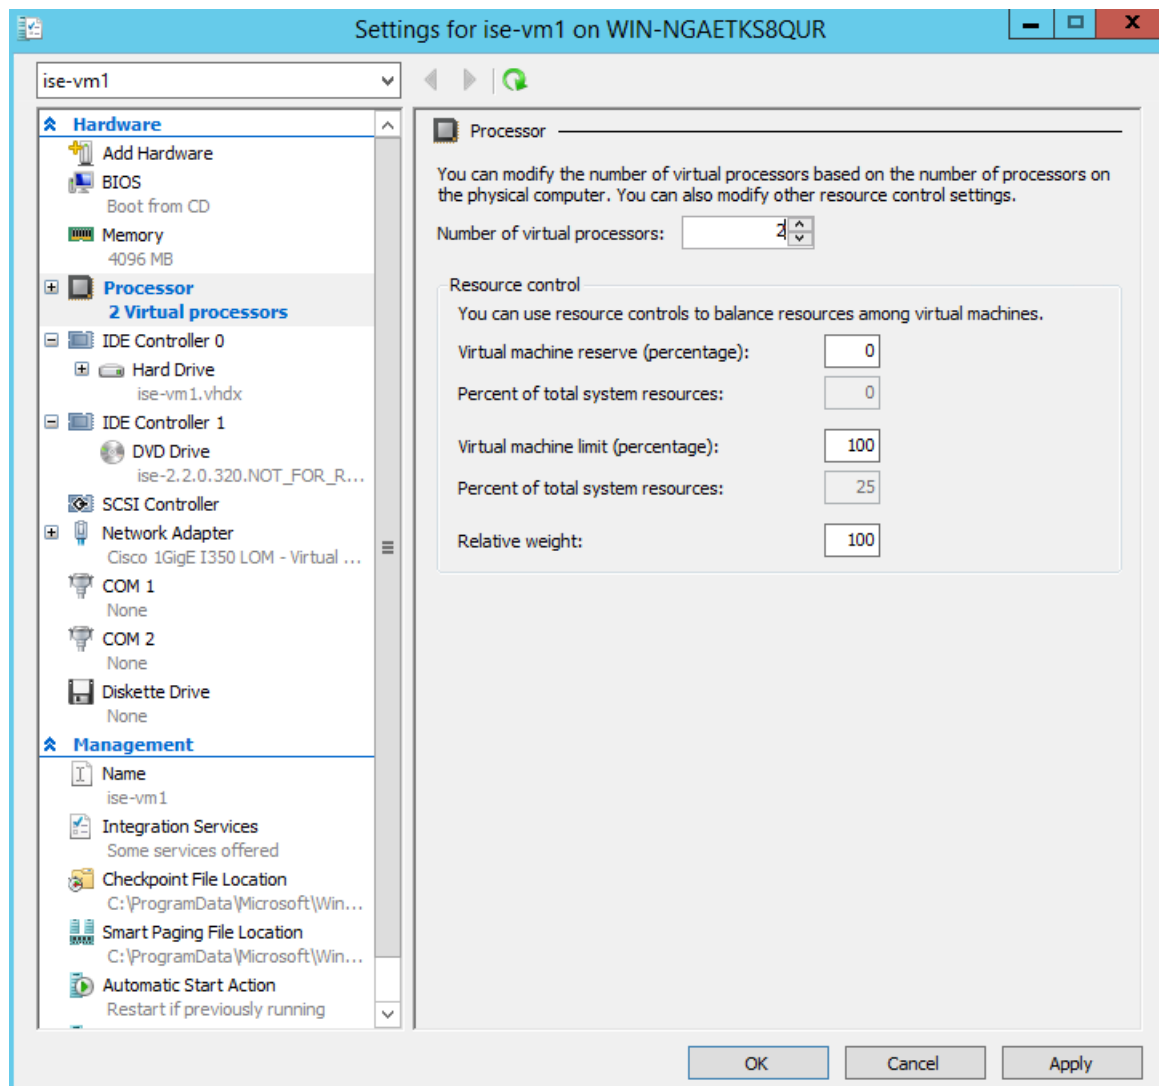 Settings for ise-vm1 on WIN-NGAETKS8QUR
ise-vm1
Hardware
Add Hardware
BIOS
Boot from CD
Memory
4096 MB
Processor
2 Virtual processors
IDE Controller 0
Hard Drive
ise-vm1.vhdx
IDE Controller 1
DVD Drive
ise-2.2.0.320.NOT_FOR_R...
SCSI Controller
Network Adapter
Cisco 1GigE I350 LOM - Virtual ...
COM 1
None
COM 2
None
Diskette Drive
None
Management
Name
ise-vm1
Integration Services
Some services offered
Checkpoint File Location
C:\ProgramData\Microsoft\Win...
Smart Paging File Location
C:\ProgramData\Microsoft\Win...
Automatic Start Action
Restart if previously running
Processor
You can modify the number of virtual processors based on the number of processors on
the physical computer. You can also modify other resource control settings.
Number of virtual processors: 2
Resource control
You can use resource controls to balance resources among virtual machines.
Virtual machine reserve (percentage): 0
Percent of total system resources: 0
Virtual machine limit (percentage): 100
Percent of total system resources: 25
Relative weight: 100
OK Cancel Apply